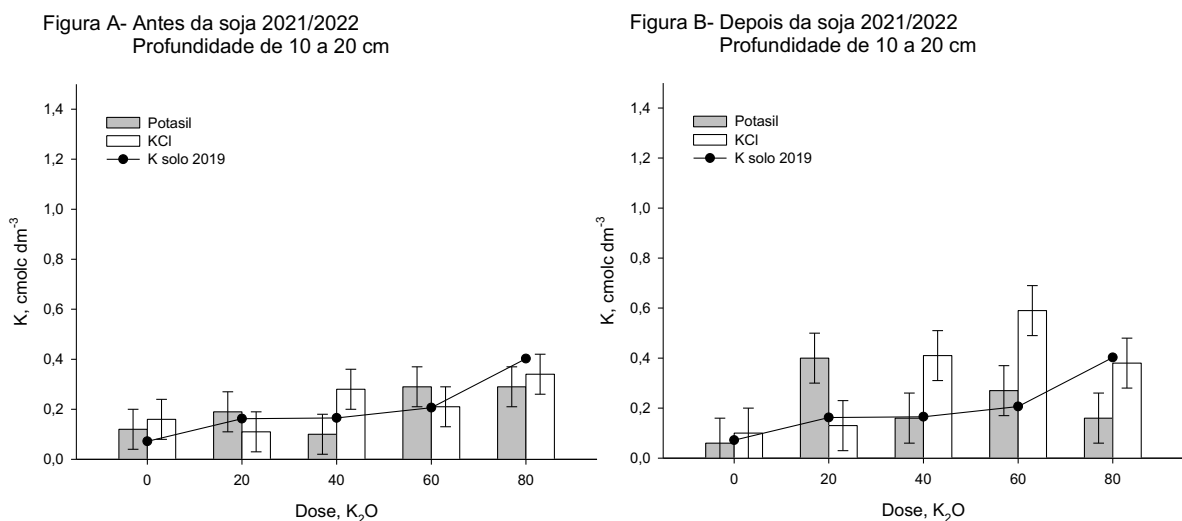 Figura A- Antes da soja 2021/2022
Profundidade de 10 a 20 cm
K, cmolc dm-3
1,4
1,2
1,0
0,8
0,6
0,4
0,2
0,0
Potasil
KCl
K solo 2019
0 20 40 60 80
Dose, K2O
Figura B- Depois da soja 2021/2022
Profundidade de 10 a 20 cm
K, cmolc dm-3
1,4
1,2
1,0
0,8
0,6
0,4
0,2
0,0
Potasil
KCl
K solo 2019
0 20 40 60 80
Dose, K2O